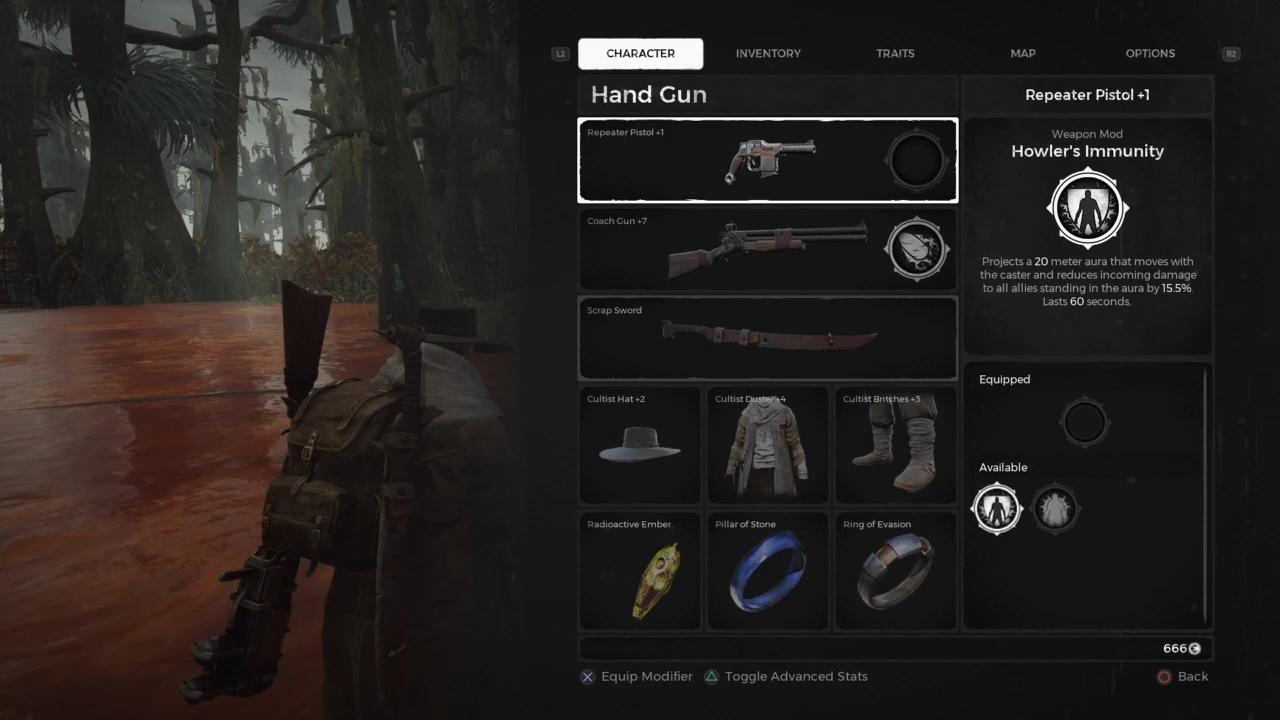 L2
CHARACTER
INVENTORY
TRAITS
MAP
OPTIONS
R2
Hand Gun
Repeater Pistol +1
Repeater Pistol +1
Weapon Mod
Howler's Immunity
Projects a 20 meter aura that moves with
the caster and reduces incoming damage
to all allies standing in the aura by 15.5%.
Lasts 60 seconds.
Coach Gun +7
Scrap Sword
Equipped
Cultist Hat +2
Cultist Duster +4
Cultist Britches +3
Available
Radioactive Ember
Pillar of Stone
Ring of Evasion
666
Equip Modifier
Toggle Advanced Stats
Back